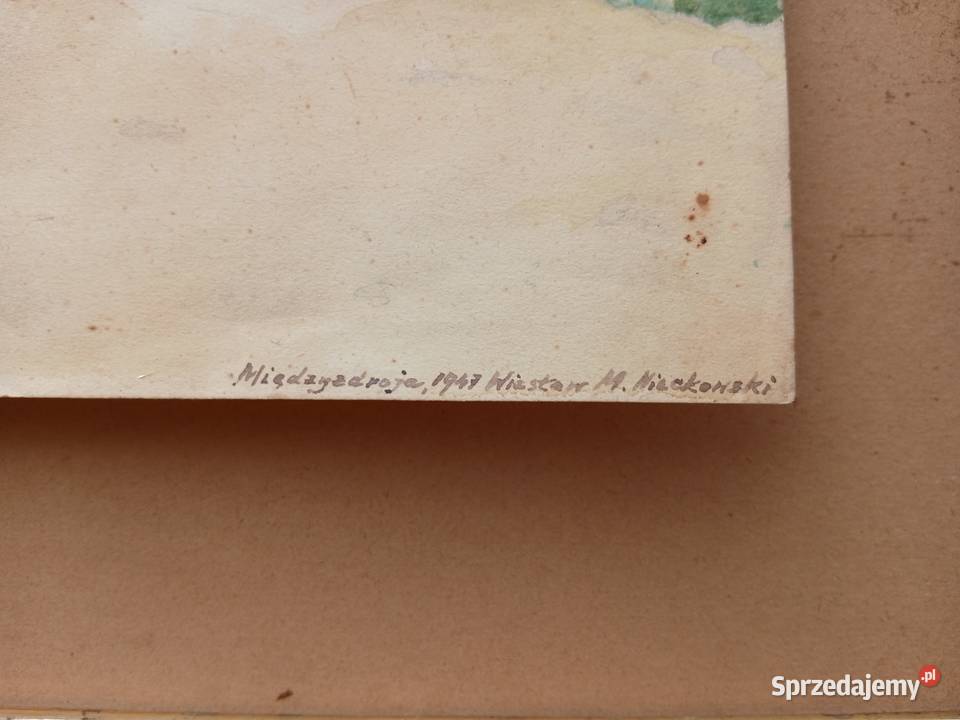 Międzyzdroje, 1947 Wiesław M. Nieckowski
Sprzedajemy.pl